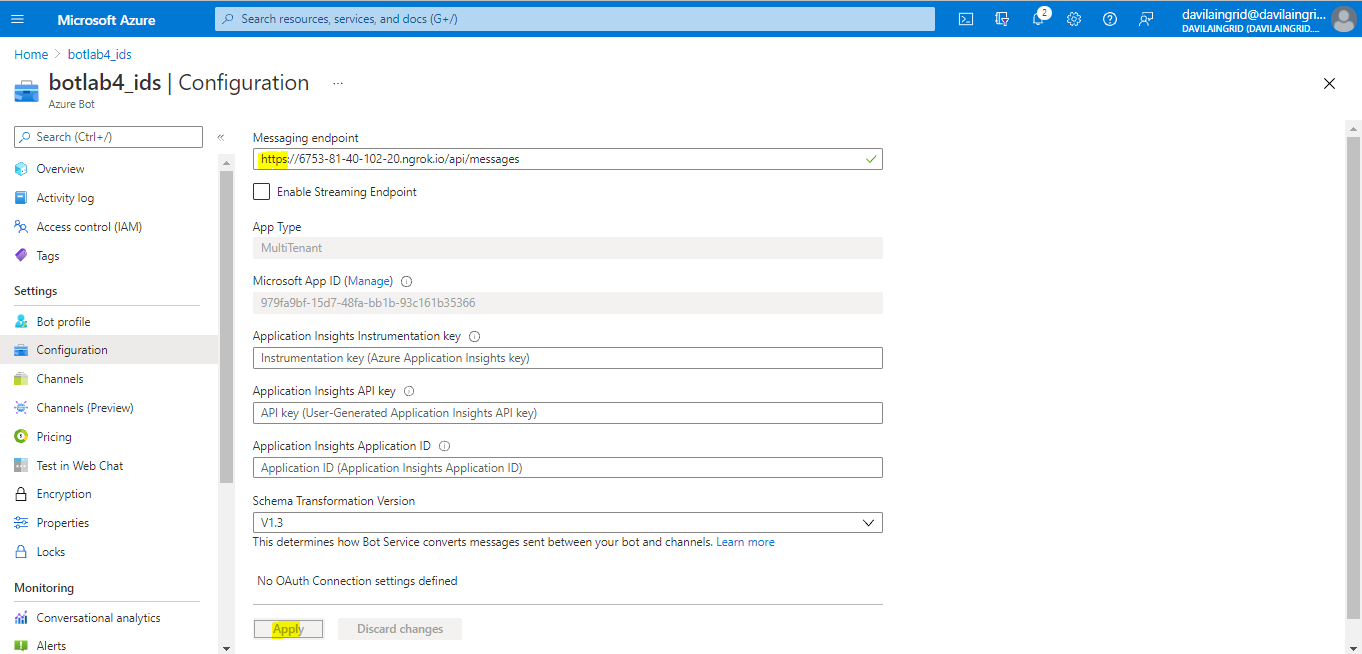 Microsoft Azure
Search resources, services, and docs (G+/)
2
davilaingrid@davilaingri...
DAVILAINGRID (DAVILAINGRID....
Home > botlab4_ids
botlab4_ids | Configuration ...
Azure Bot
Search (Ctrl+/)
«
Overview
Activity log
Access control (IAM)
Tags
Settings
Bot profile
Configuration
Channels
Channels (Preview)
Pricing
Test in Web Chat
Encryption
Properties
Locks
Monitoring
Conversational analytics
Alerts
Messaging endpoint
https://6753-81-40-102-20.ngrok.io/api/messages
Enable Streaming Endpoint
App Type
MultiTenant
Microsoft App ID (Manage)
979fa9bf-15d7-48fa-bb1b-93c161b35366
Application Insights Instrumentation key
Instrumentation key (Azure Application Insights key)
Application Insights API key
API key (User-Generated Application Insights API key)
Application Insights Application ID
Application ID (Application Insights Application ID)
Schema Transformation Version
V1.3
This determines how Bot Service converts messages sent between your bot and channels. Learn more
No OAuth Connection settings defined
Apply
Discard changes